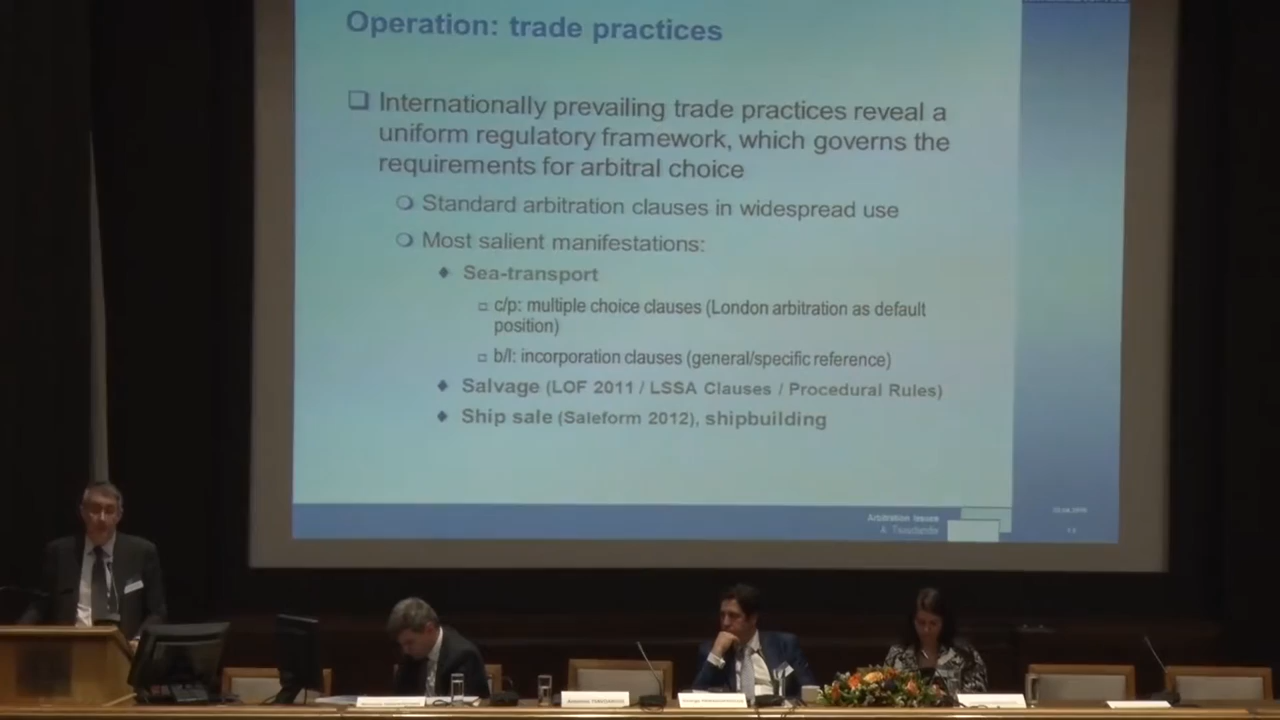 Operation: trade practices
❑ Internationally prevailing trade practices reveal a
uniform regulatory framework, which governs the
requirements for arbitral choice
Standard arbitration clauses in widespread use
Most salient manifestations:
Sea-transport
c/p: multiple choice clauses (London arbitration as default
position)
b/l: incorporation clauses (general/specific reference)
Salvage (LOF 2011 / LSSA Clauses / Procedural Rules)
Ship sale (Saleform 2012), shipbuilding
Arbitration Issues
A.